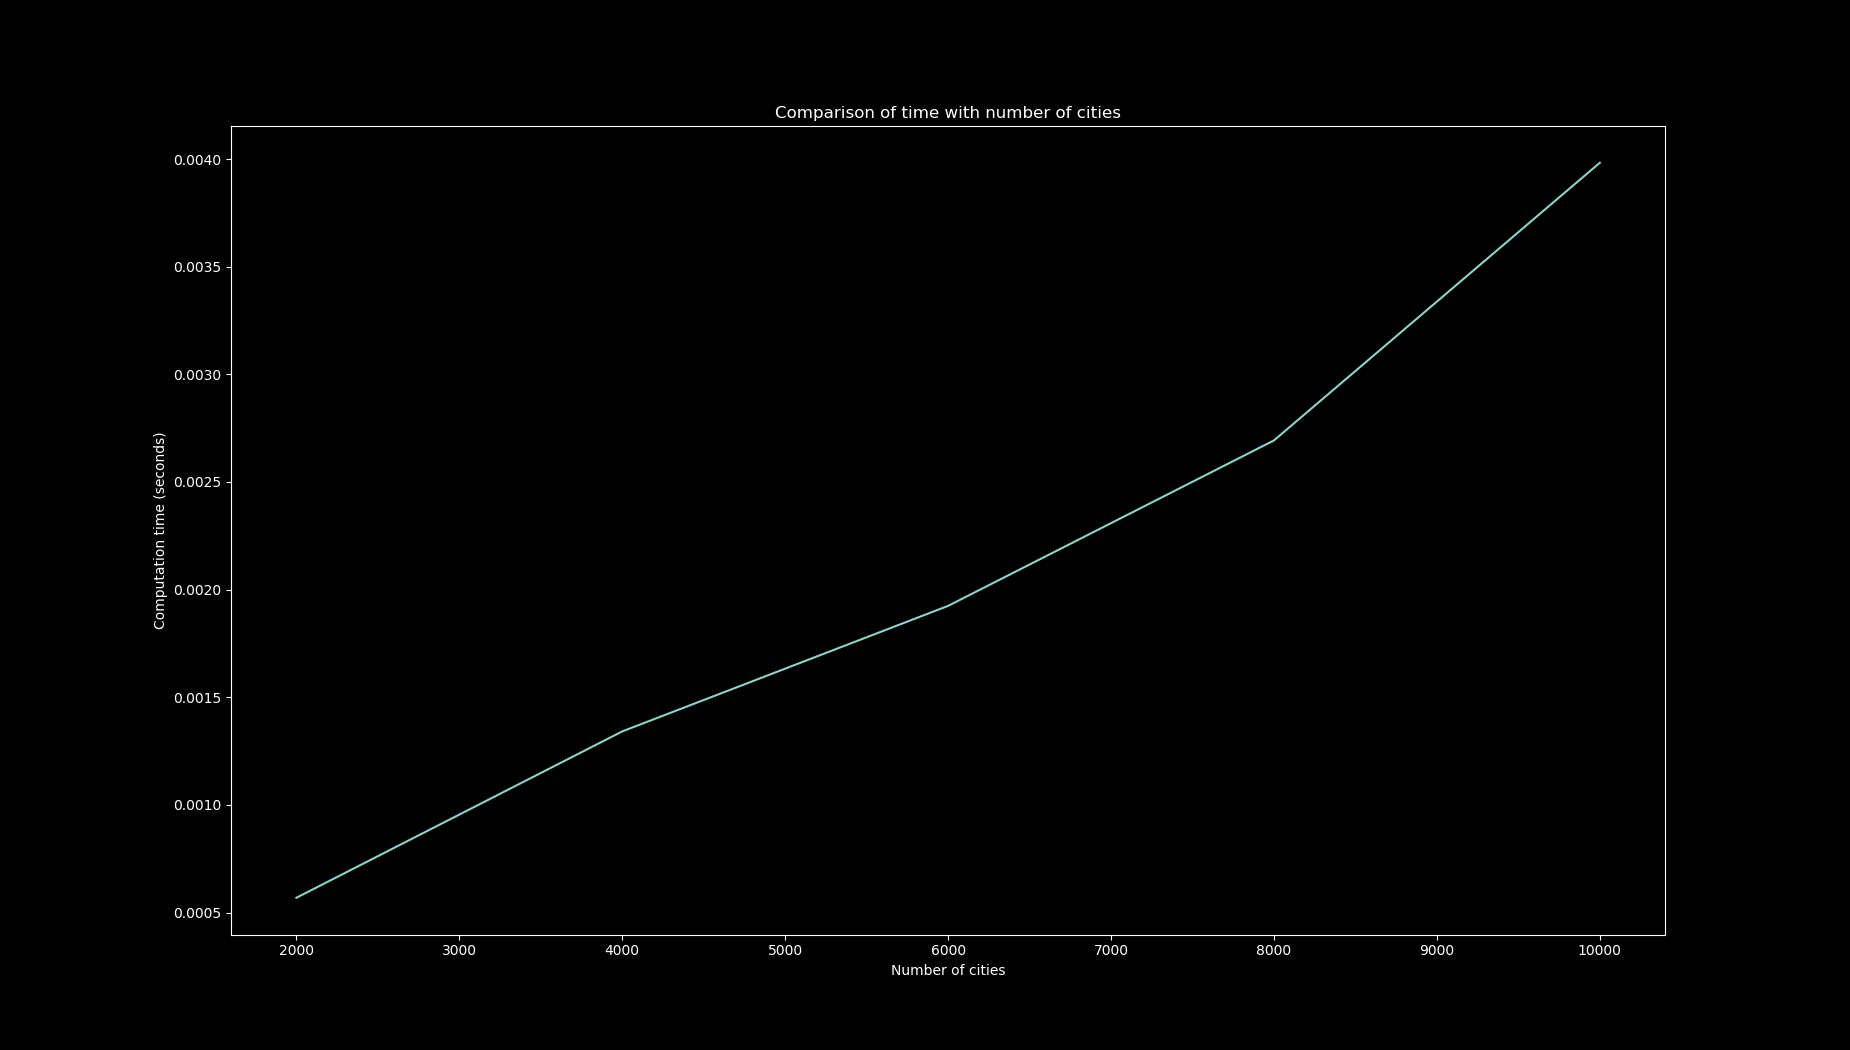 Comparison of time with number of cities
0.0040
0.0035
0.0030
0.0025
0.0020
0.0015
0.0010
0.0005
Computation time (seconds)
2000 3000 4000 5000 6000 7000 8000 9000 10000
Number of cities